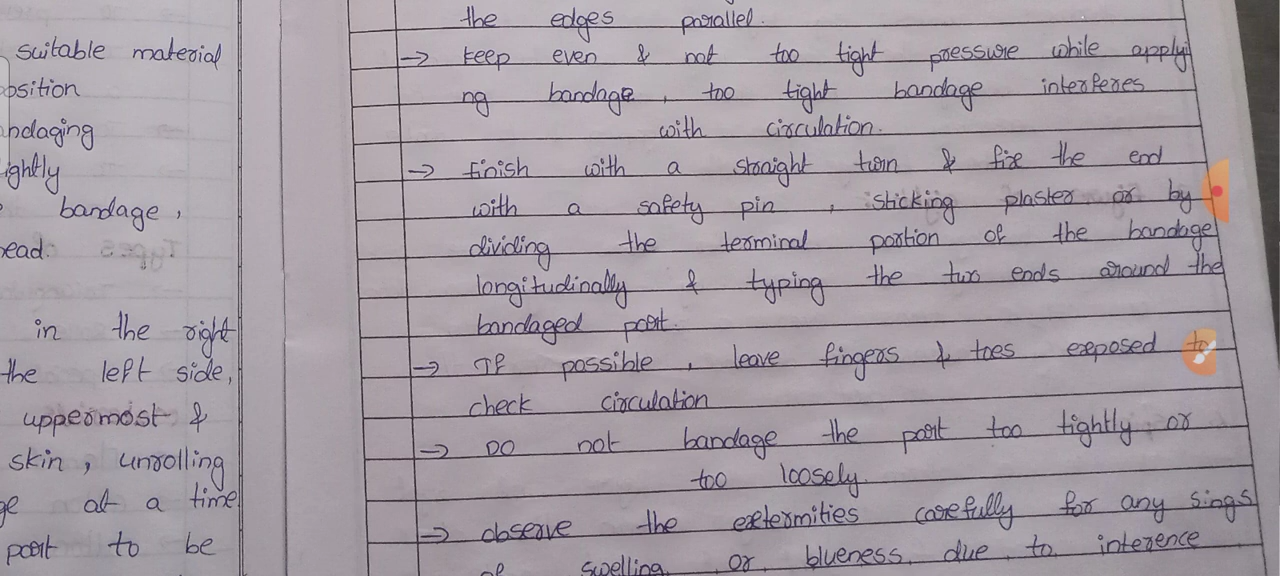 suitable material
bandage,
in the right
the left side,
uppermost &
skin, unrolling
at a time
part to be
the edges parallel.
→ keep even & not too tight pressure while apply
ng bandage, too tight bandage interferes
with circulation.
→ finish with a straight turn & fix the end
with a safety pin, sticking plaster or by
dividing the terminal portion of the bandage
longitudinally & typing the two ends around the
bandaged part.
→ If possible, leave fingers & toes exposed to
check circulation
→ DO not bandage the part too tightly or
too loosely.
→ observe the extermities carefully for any sings
of swelling or blueness due to interence